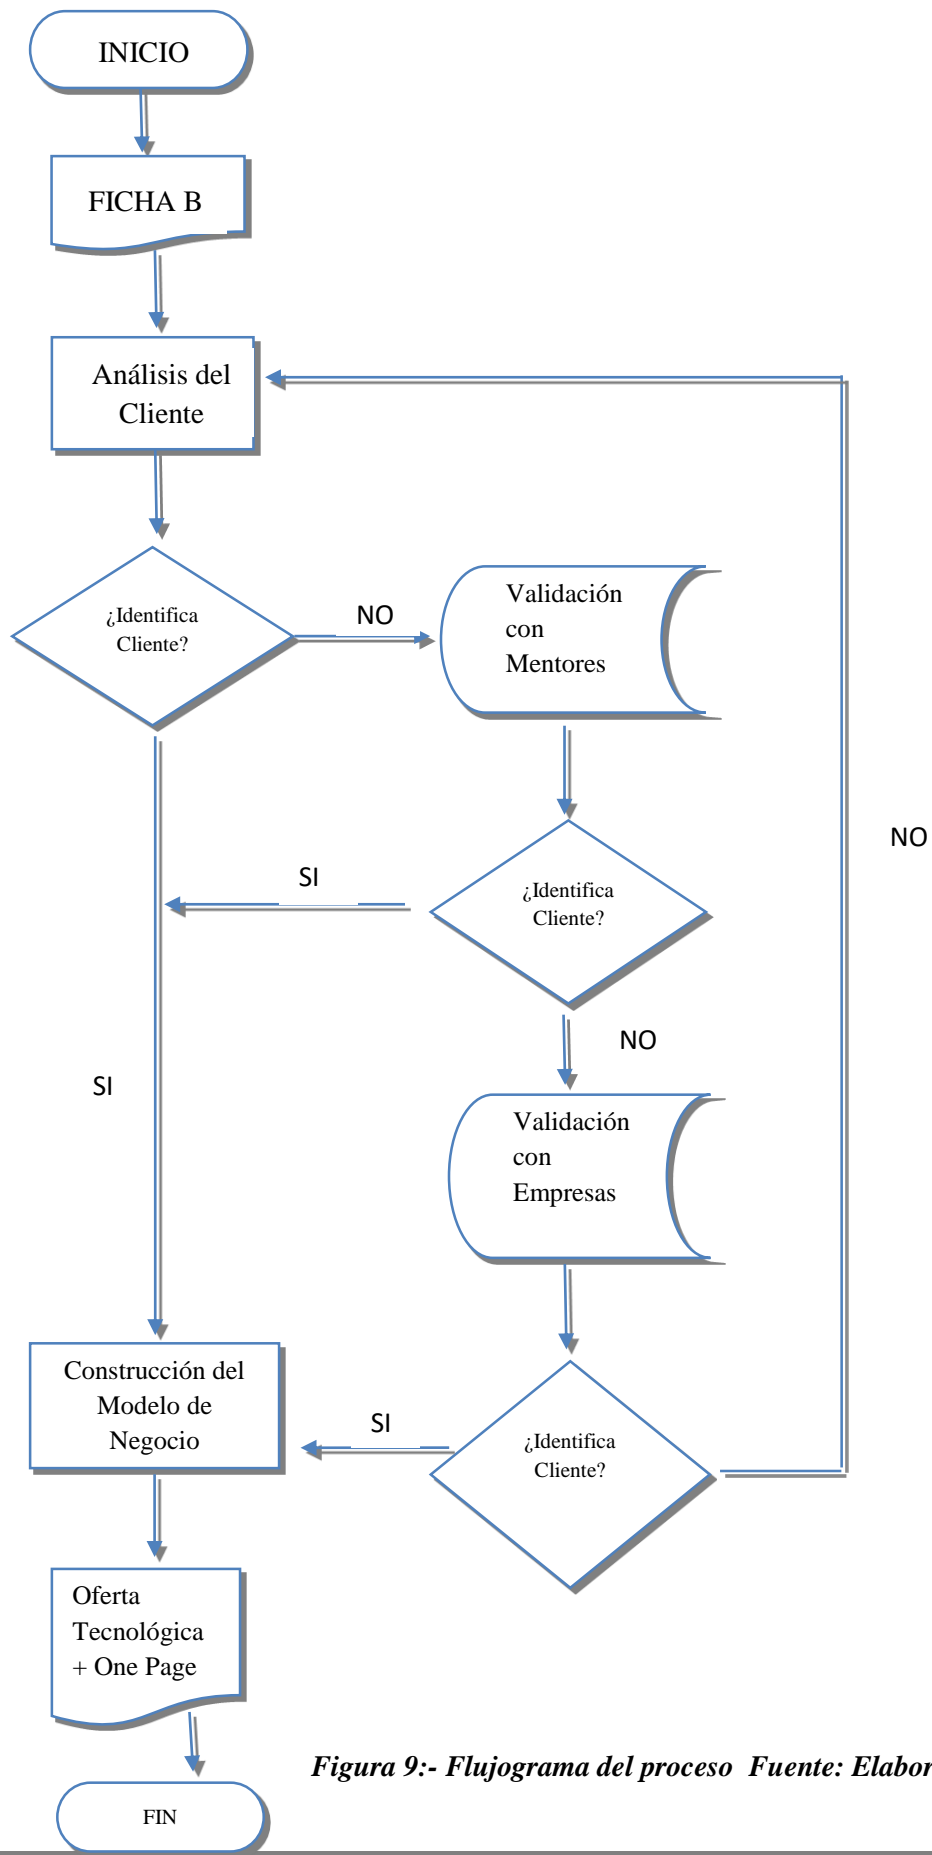 INICIO
FICHA B
Análisis del
Cliente
¿Identifica
Cliente?
NO
Validación
con
Mentores
NO
¿Identifica
Cliente?
SI
NO
SI
Validación
con
Empresas
Construcción del
Modelo de
Negocio
SI
¿Identifica
Cliente?
Oferta
Tecnológica
+ One Page
Figura 9:- Flujograma del proceso Fuente: Elabor
FIN